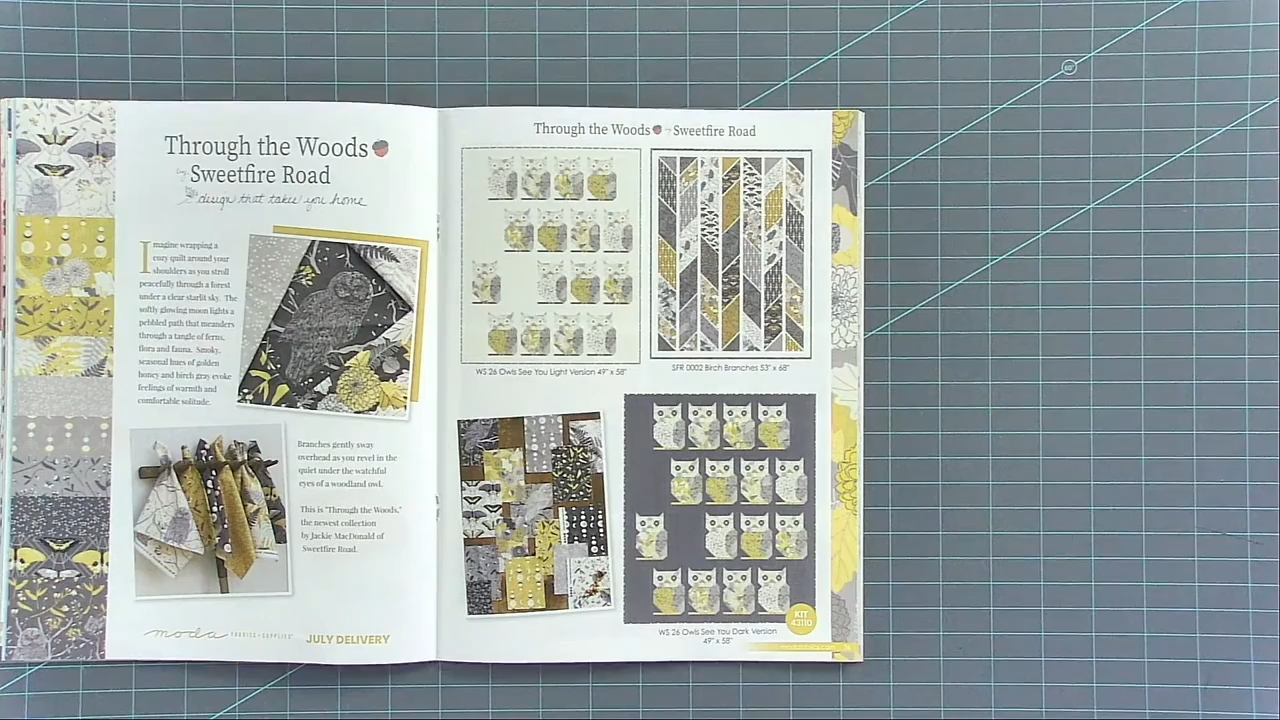 Through the Woods
by
Sweetfire Road
design that takes you home
Imagine wrapping a
cozy quilt around your
shoulders as you stroll
peacefully through a forest
under a clear starlit sky. The
softly glowing moon lights a
pebbled path that meanders
through a tangle of ferns,
flora and fauna. Smoky,
seasonal hues of golden
honey and birch gray evoke
feelings of warmth and
comfortable solitude.
Branches gently sway
overhead as you revel in the
quiet under the watchful
eyes of a woodland owl.
This is "Through the Woods,"
the newest collection
by Jackie MacDonald of
Sweetfire Road.
moda FABRICS + SUPPLIES
JULY DELIVERY
Through the Woods by Sweetfire Road
WS 26 Owls See You Light Version 49" x 58"
SFR 0002 Birch Branches 53" x 68"
KIT
43110
WS 26 Owls See You Dark Version
49" x 58"
60°